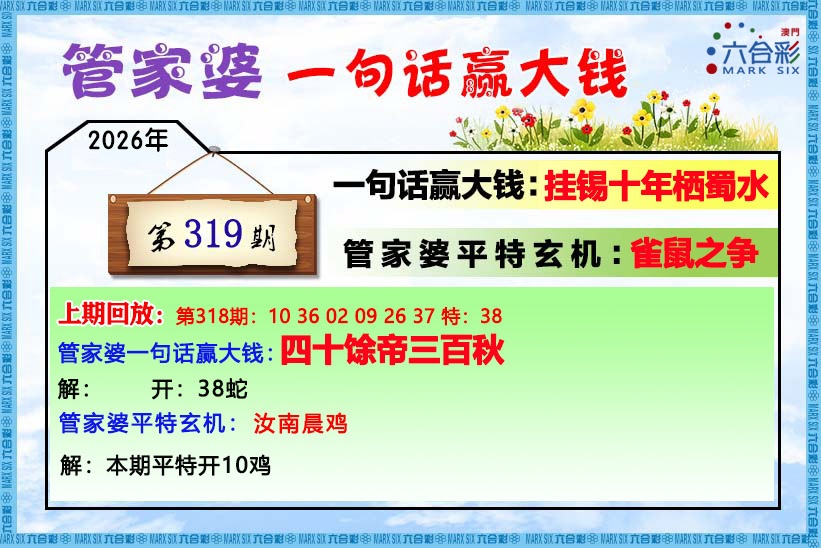 管家婆 一句话赢大钱
澳門
六合彩
MARK SIX
2026年
第319期
一句话赢大钱:挂锡十年栖蜀水
管家婆平特玄机:雀鼠之争
上期回放：第318期：10 36 02 09 26 37 特：38
管家婆一句话赢大钱:四十馀帝三百秋
解： 开：38蛇
管家婆平特玄机：汝南晨鸡
解：本期平特开10鸡